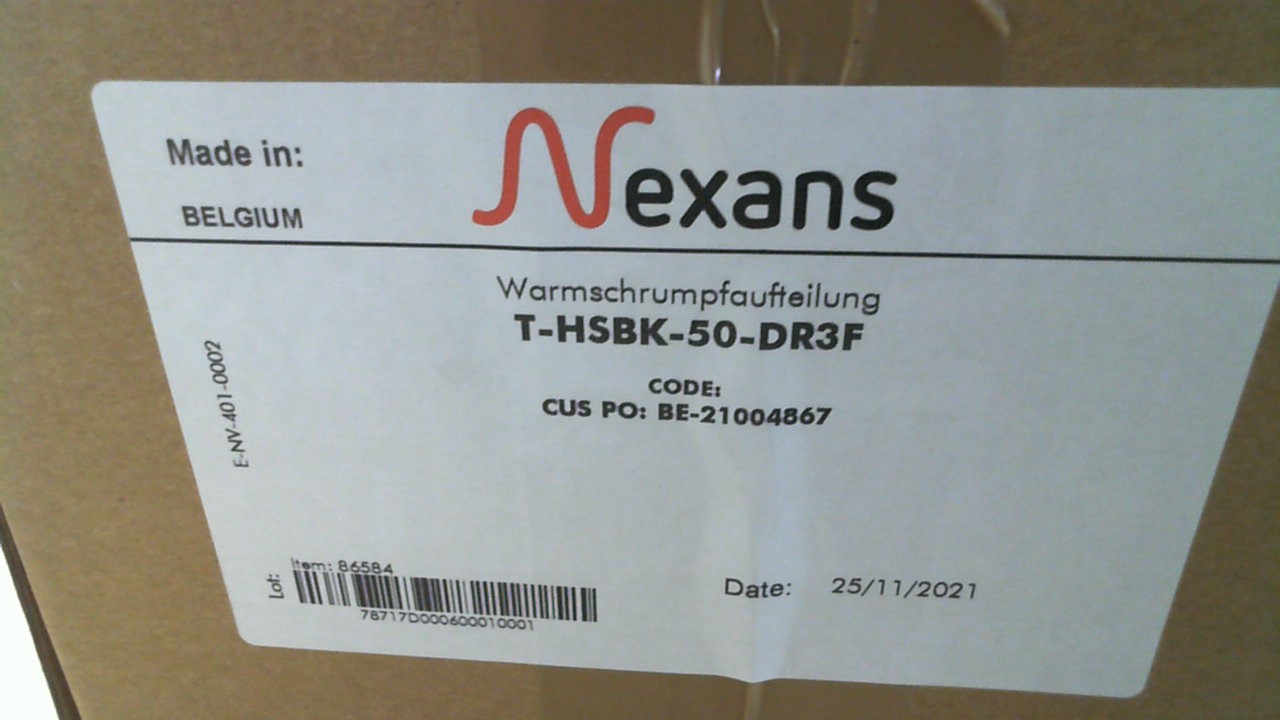 Made in:
BELGIUM
Nexans
Warmschrumpfaufteilung
T-HSBK-50-DR3F
CODE:
CUS PO: BE-21004867
E-NV-401-0002
Lot:
Item: 86584
78717D000600010001
Date: 25/11/2021